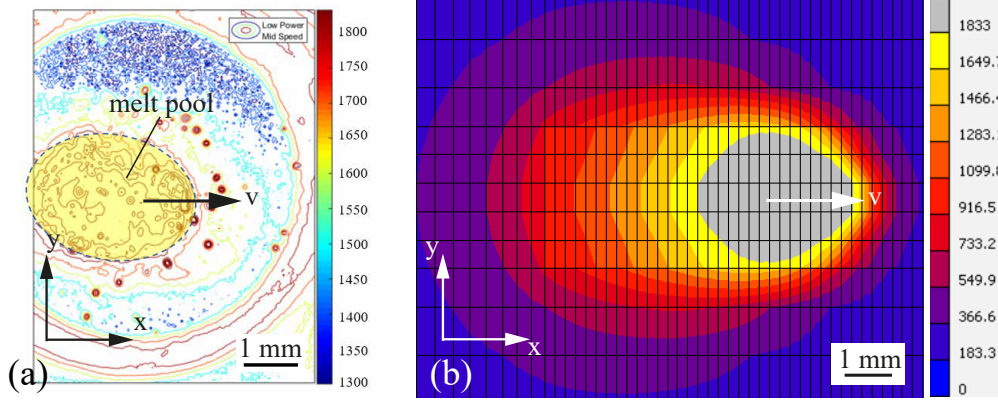 Low Power
Mid Speed
melt pool
v
y
x
1 mm
(a)
1800
1700
1650
1600
1550
1500
1450
1400
1350
1300
v
y
x
1 mm
(b)
1833
1649.7
1466.4
1283.
1099.8
916.5
733.2
549.9
366.6
183.3
0